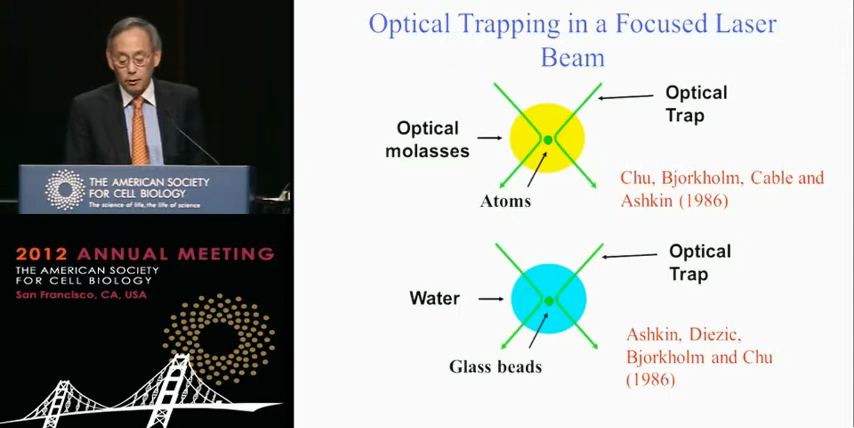 THE AMERICAN SOCIETY
FOR CELL BIOLOGY
The science of life, the life of science
2012 ANNUAL MEETING
THE AMERICAN SOCIETY
FOR CELL BIOLOGY
San Francisco, CA, USA
Optical Trapping in a Focused Laser
Beam
Optical
Trap
Optical
molasses
Atoms
Chu, Bjorkholm, Cable and
Ashkin (1986)
Optical
Trap
Water
Glass beads
Ashkin, Diezic,
Bjorkholm and Chu
(1986)